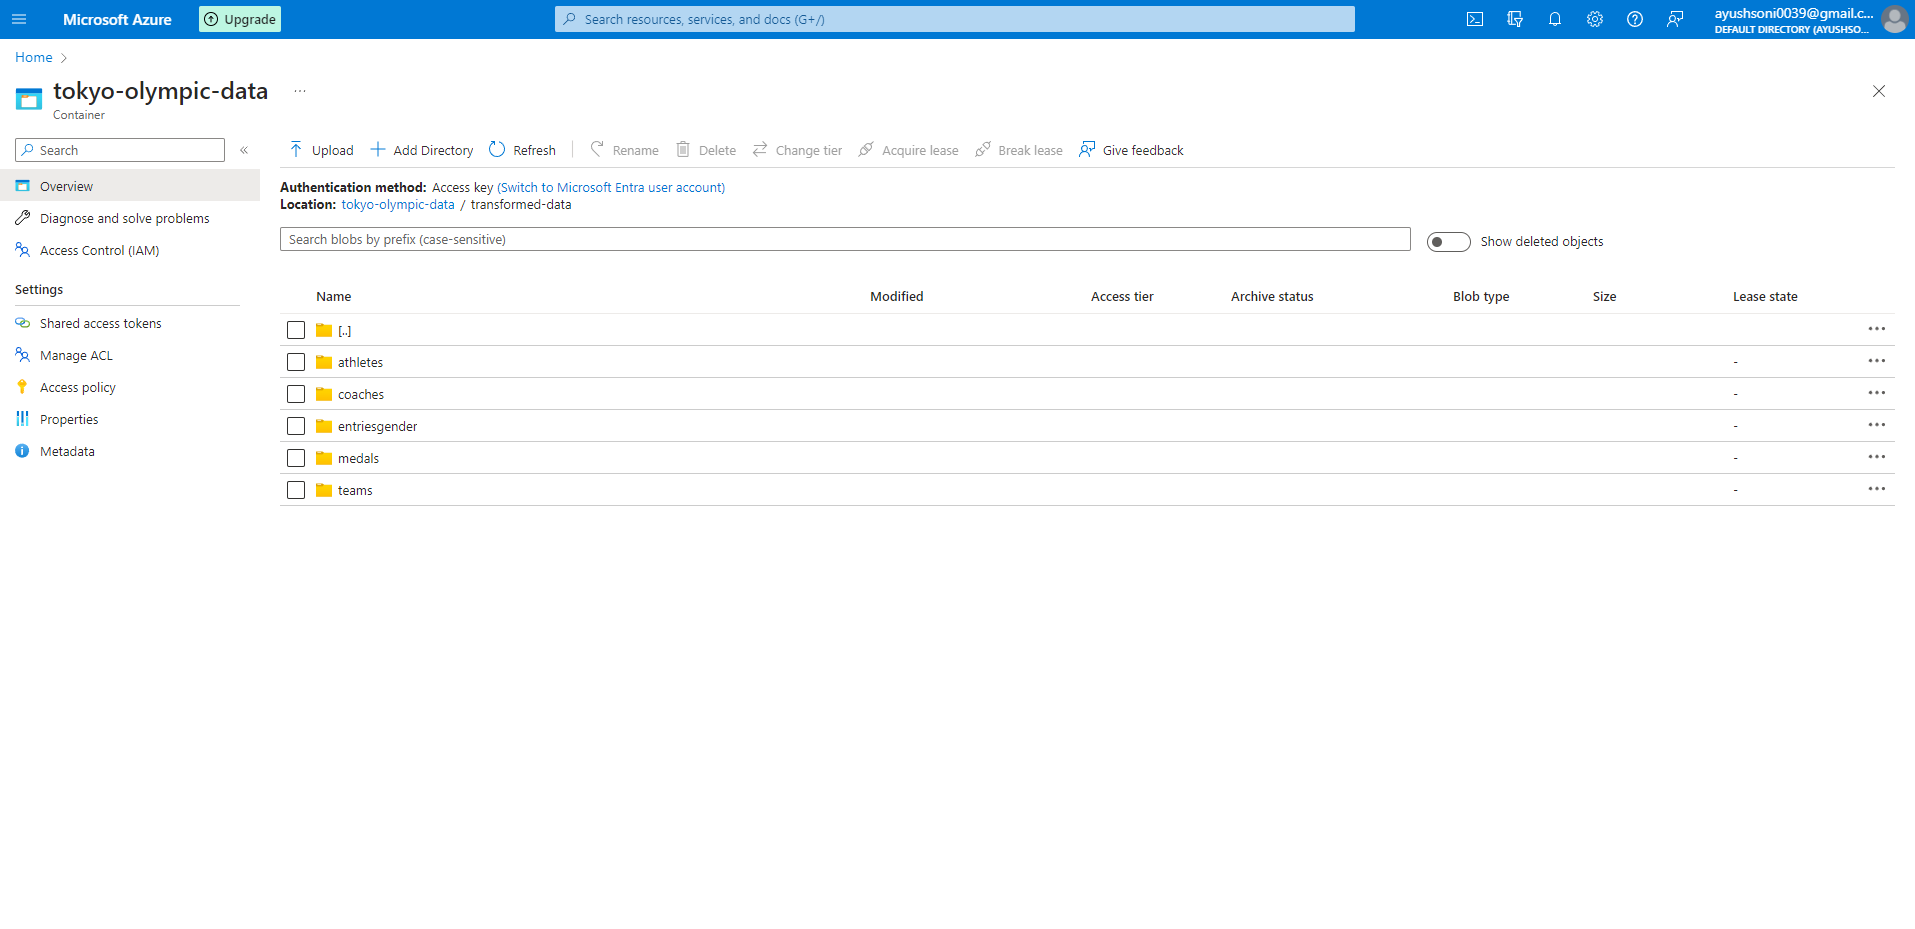 Microsoft Azure
Upgrade
Search resources, services, and docs (G+/)
ayushsoni0039@gmail.c...
DEFAULT DIRECTORY (AYUSHSO...
Home
tokyo-olympic-data
...
Container
Search
«
Upload
Add Directory
Refresh
Rename
Delete
Change tier
Acquire lease
Break lease
Give feedback
Overview
Diagnose and solve problems
Access Control (IAM)
Settings
Shared access tokens
Manage ACL
Access policy
Properties
Metadata
Authentication method: Access key (Switch to Microsoft Entra user account)
Location: tokyo-olympic-data / transformed-data
Search blobs by prefix (case-sensitive)
Show deleted objects
Name Modified Access tier Archive status Blob type Size Lease state
[..]
athletes -
coaches -
entriesgender -
medals -
teams -